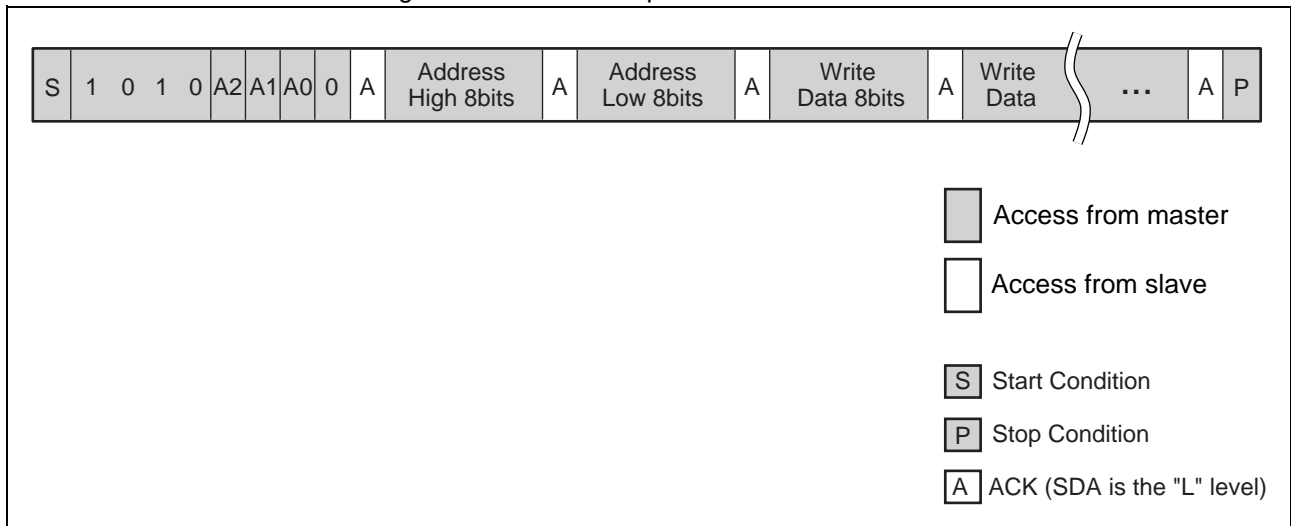 S 1 0 1 0 A2 A1 A0 0 A Address High 8bits A Address Low 8bits A Write Data 8bits A Write Data ... A P
Access from master
Access from slave
S Start Condition
P Stop Condition
A ACK (SDA is the "L" level)